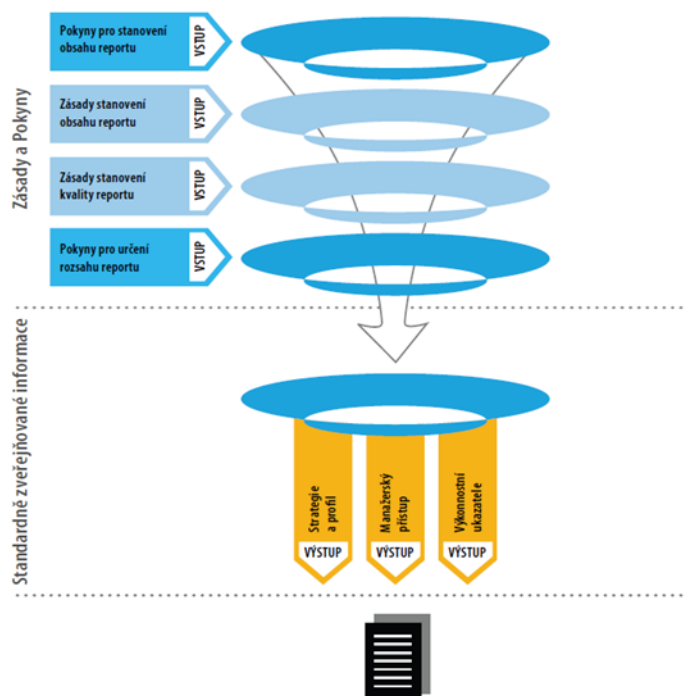 Zásady a Pokyny
Pokyny pro stanovení
obsahu reportu
VSTUP
Zásady stanovení
obsahu reportu
VSTUP
Zásady stanovení
kvality reportu
VSTUP
Pokyny pro určení
rozsahu reportu
VSTUP
Standardně zveřejňované informace
Strategie
a profil
VÝSTUP
Manažerský
přístup
VÝSTUP
Výkonnostní
ukazatele
VÝSTUP